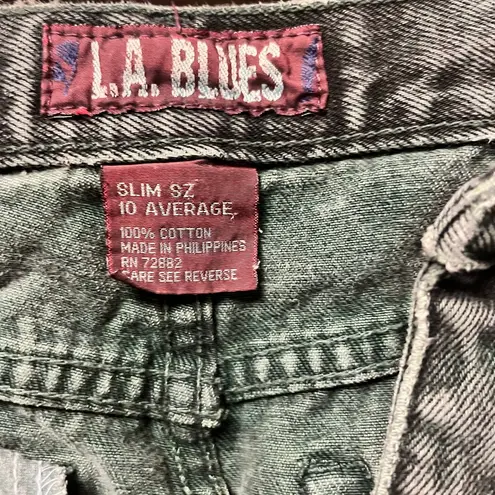 L.A. BLUES
SLIM SZ
10 AVERAGE
100% COTTON
MADE IN PHILIPPINES
RN 72882
CARE SEE REVERSE